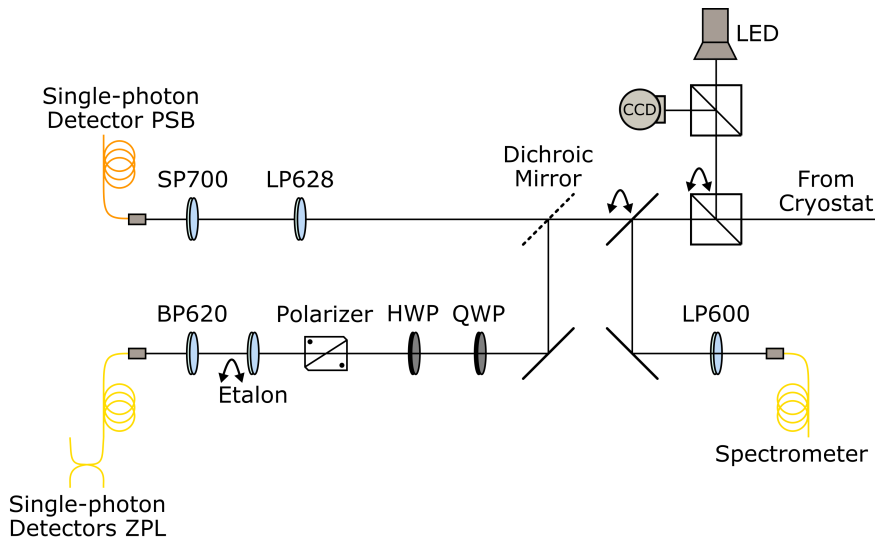 LED
CCD
Single-photon
Detector PSB
SP700
LP628
Dichroic
Mirror
From
Cryostat
BP620
Polarizer
HWP
QWP
LP600
Etalon
Spectrometer
Single-photon
Detectors ZPL